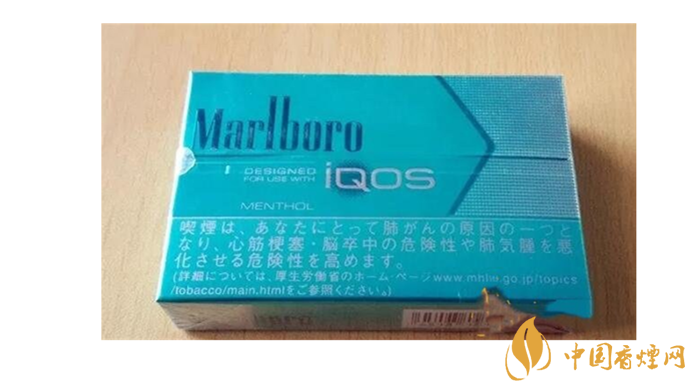 Marlboro
DESIGNED
FOR USE WITH
iQOS
MENTHOL
喫煙は、あなたにとって肺がんの原因の一つと
なり、心筋梗塞・脳卒中の危険性や肺気腫を悪
化させる危険性を高めます。
(詳細については、厚生労働省のホーム・ページwww.mhlw.go.jp/topics
/tobacco/main.htmlをご参照ください。)
中国香烟网